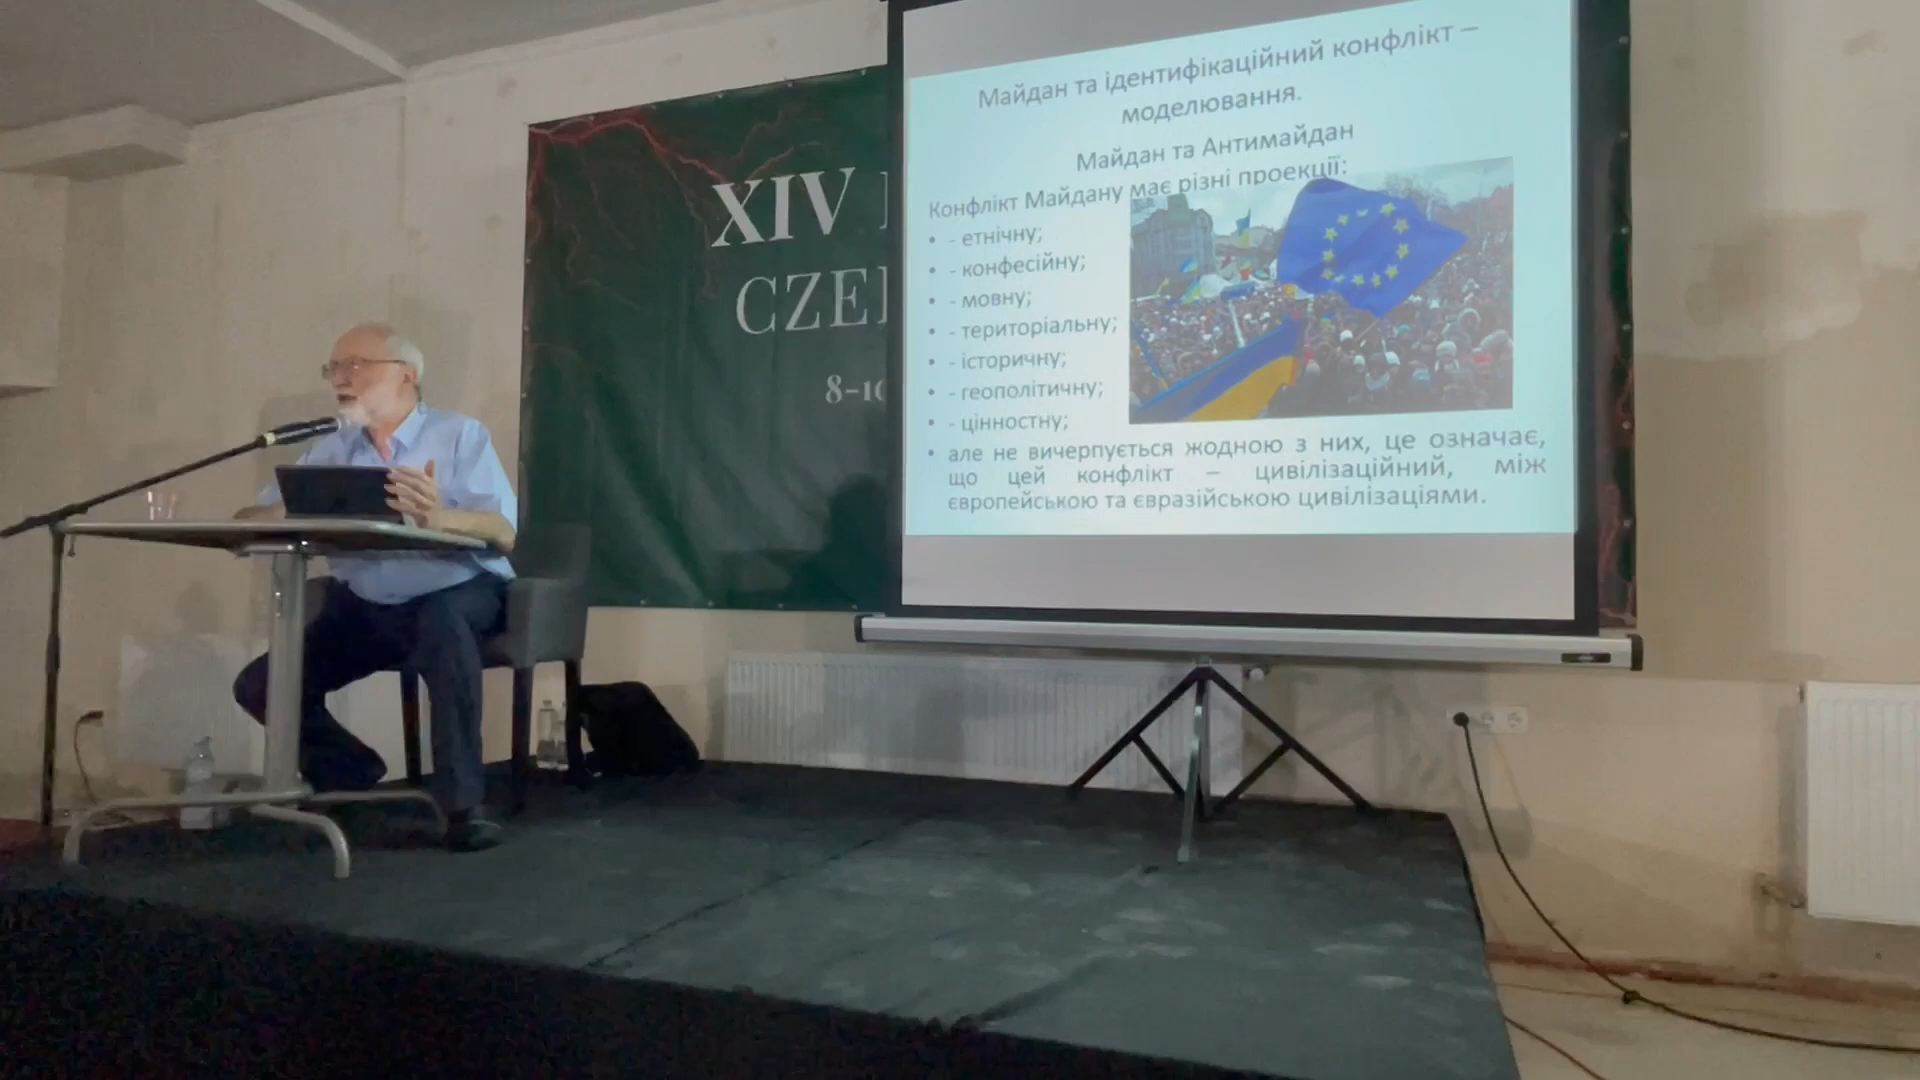 XIV
CZE
8-1
Майдан та ідентифікаційний конфлікт –
моделювання.
Майдан та Антимайдан
Конфлікт Майдану має різні проекції:
• - етнічну;
• - конфесійну;
• - мовну;
• - територіальну;
• - історичну;
• - геополітичну;
• - цінностну;
• але не вичерпується жодною з них, це означає,
що цей конфлікт – цивілізаційний, між
європейською та євразійською цивілізаціями.